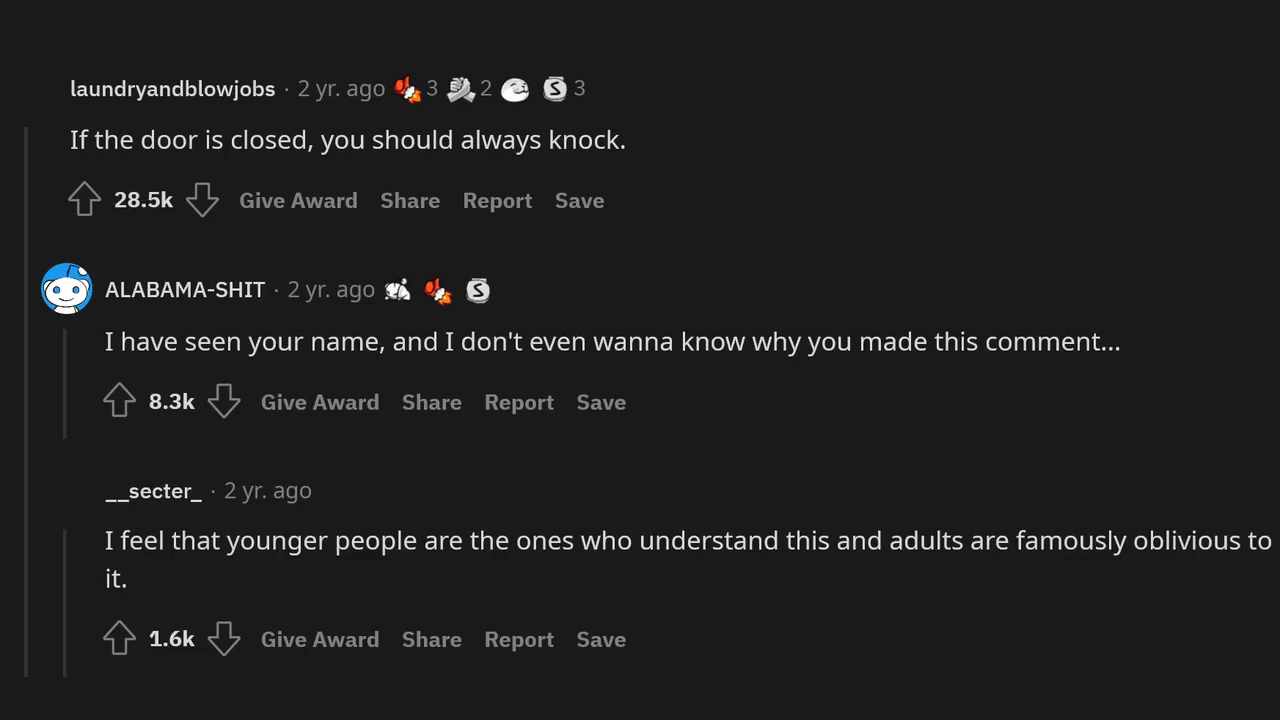 laundryandblowjobs · 2 yr. ago 3 2 3
If the door is closed, you should always knock.
28.5k Give Award Share Report Save
ALABAMA-SHIT · 2 yr. ago
I have seen your name, and I don't even wanna know why you made this comment...
8.3k Give Award Share Report Save
__secter_ · 2 yr. ago
I feel that younger people are the ones who understand this and adults are famously oblivious to
it.
1.6k Give Award Share Report Save